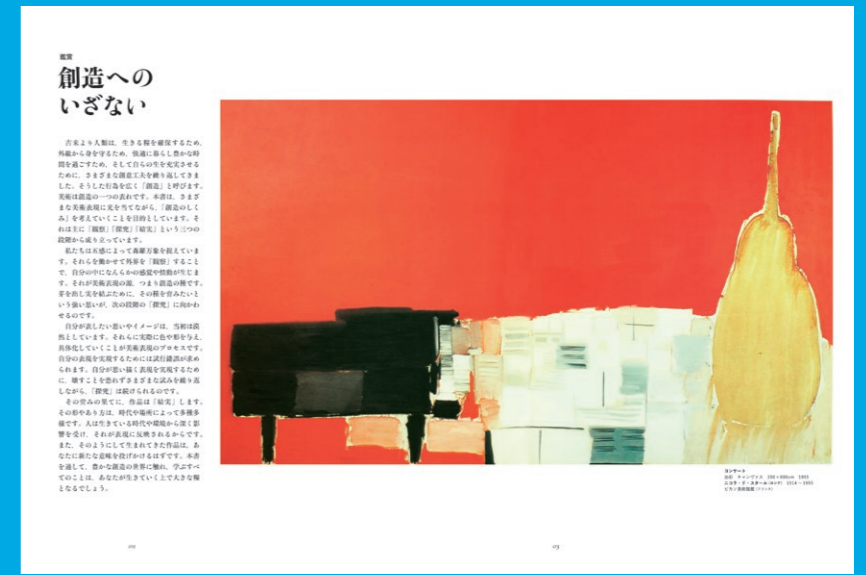 鑑賞
創造への
いざない
古来より人類は，生きる糧を確保するため，
外敵から身を守るため，快適に暮らし豊かな時
間を過ごすため，そして自らの生を充実させる
ために，さまざまな創意工夫を繰り返してきま
した。そうした行為を広く「創造」と呼びます。
美術は創造の一つの表れです。本書は，さまざ
まな美術表現に光を当てながら，「創造のしく
み」を考えていくことを目的としています。そ
れは主に「観察」「探究」「結実」という三つの
段階から成り立っています。
私たちは五感によって森羅万象を捉えていま
す。それらを働かせて外界を「観察」すること
で，自分の中になんらかの感覚や情動が生じま
す。それが美術表現の源，つまり創造の種です。
芽を出し実を結ぶために，その種を育みたいと
いう強い思いが，次の段階の「探究」に向かわ
せるのです。
自分が表したい思いやイメージは，当初は漠
然としています。それらに実際に色や形を与え，
具体化していくことが美術表現のプロセスです。
自分の表現を実現するためには試行錯誤が求め
られます。自分が思い描く表現を実現するため
に，壊すことを恐れずさまざまな試みを繰り返
しながら，「探究」は続けられるのです。
その営みの果てに，作品は「結実」します。
その形やあり方は，時代や場所によって多種多
様です。人は生きている時代や環境から深く影
響を受け，それが表現に反映されるからです。
また，そのようにして生まれてきた作品は，あ
なたに新たな意味を投げかけるはずです。本書
を通して，豊かな創造の世界に触れ，学ぶすべ
てのことは，あなたが生きていく上で大きな糧
となるでしょう。
コンサート
油彩 キャンヴァス 350×600cm 1955
ニコラ・ド・スタール［ロシア］ 1914～1955
ピカソ美術館蔵［フランス］
02
03